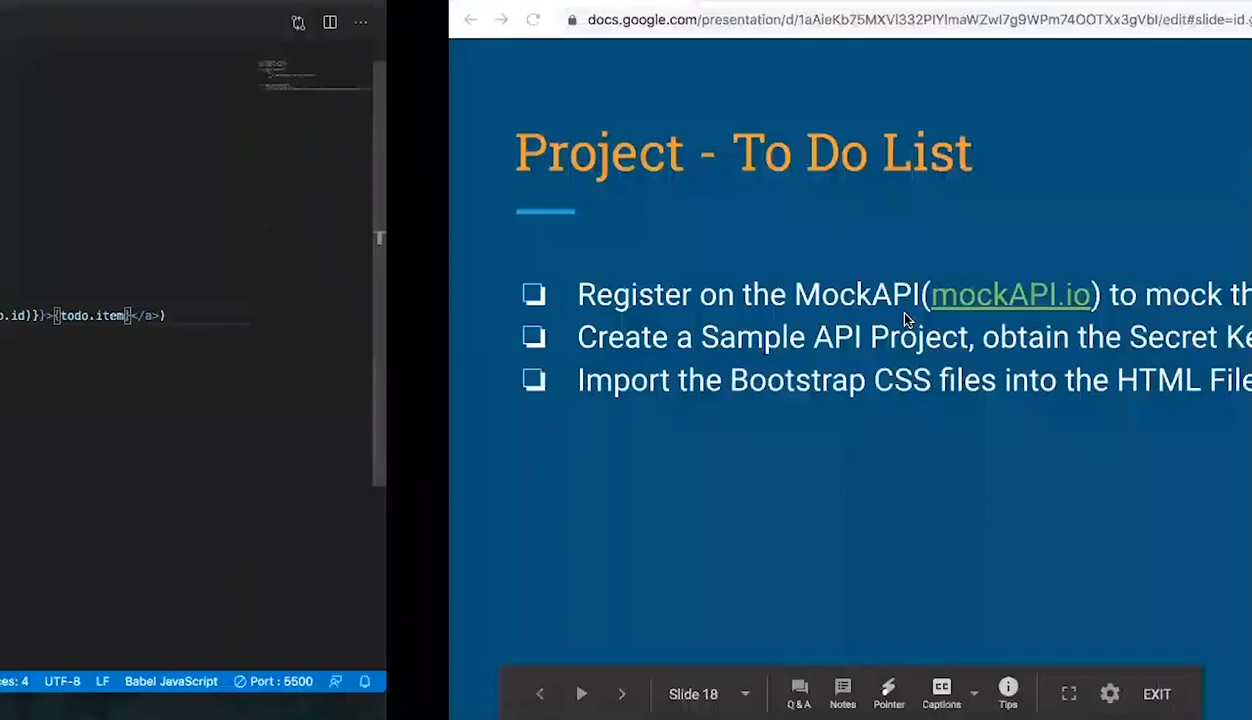 docs.google.com/presentation/d/1aAieKb75MXVl332PIYlmaWZwI7g9WPm74OOTXx3gVbI/edit#slide=id.g
Project - To Do List
Register on the MockAPI(mockAPI.io) to mock th
Create a Sample API Project, obtain the Secret Ke
Import the Bootstrap CSS files into the HTML File
o.id)}}>{todo.item}</a>)
ces: 4 UTF-8 LF Babel JavaScript Port : 5500
Slide 18 Q & A Notes Pointer Captions Tips EXIT